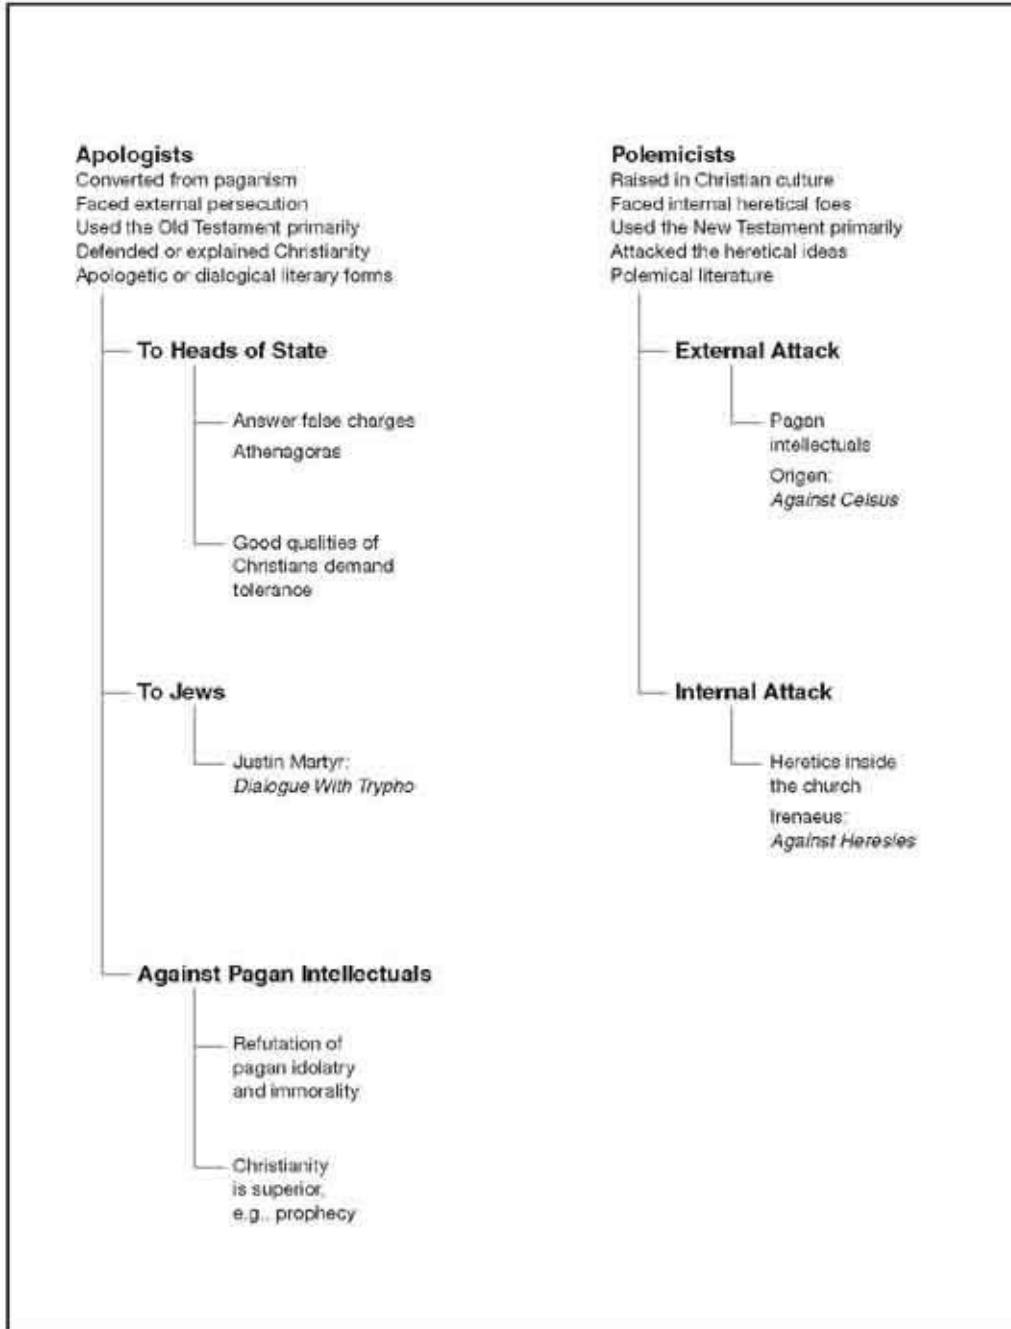 Apologists
Converted from paganism
Faced external persecution
Used the Old Testament primarily
Defended or explained Christianity
Apologetic or dialogical literary forms
To Heads of State
Answer false charges
Athenagoras
Good qualities of
Christians demand
tolerance
To Jews
Justin Martyr:
Dialogue With Trypho
Against Pagan Intellectuals
Refutation of
pagan idolatry
and immorality
Christianity
is superior,
e.g., prophecy
Polemicists
Raised in Christian culture
Faced internal heretical foes
Used the New Testament primarily
Attacked the heretical ideas
Polemical literature
External Attack
Pagan
intellectuals
Origen:
Against Celsus
Internal Attack
Heretics inside
the church
Irenaeus:
Against Heresies